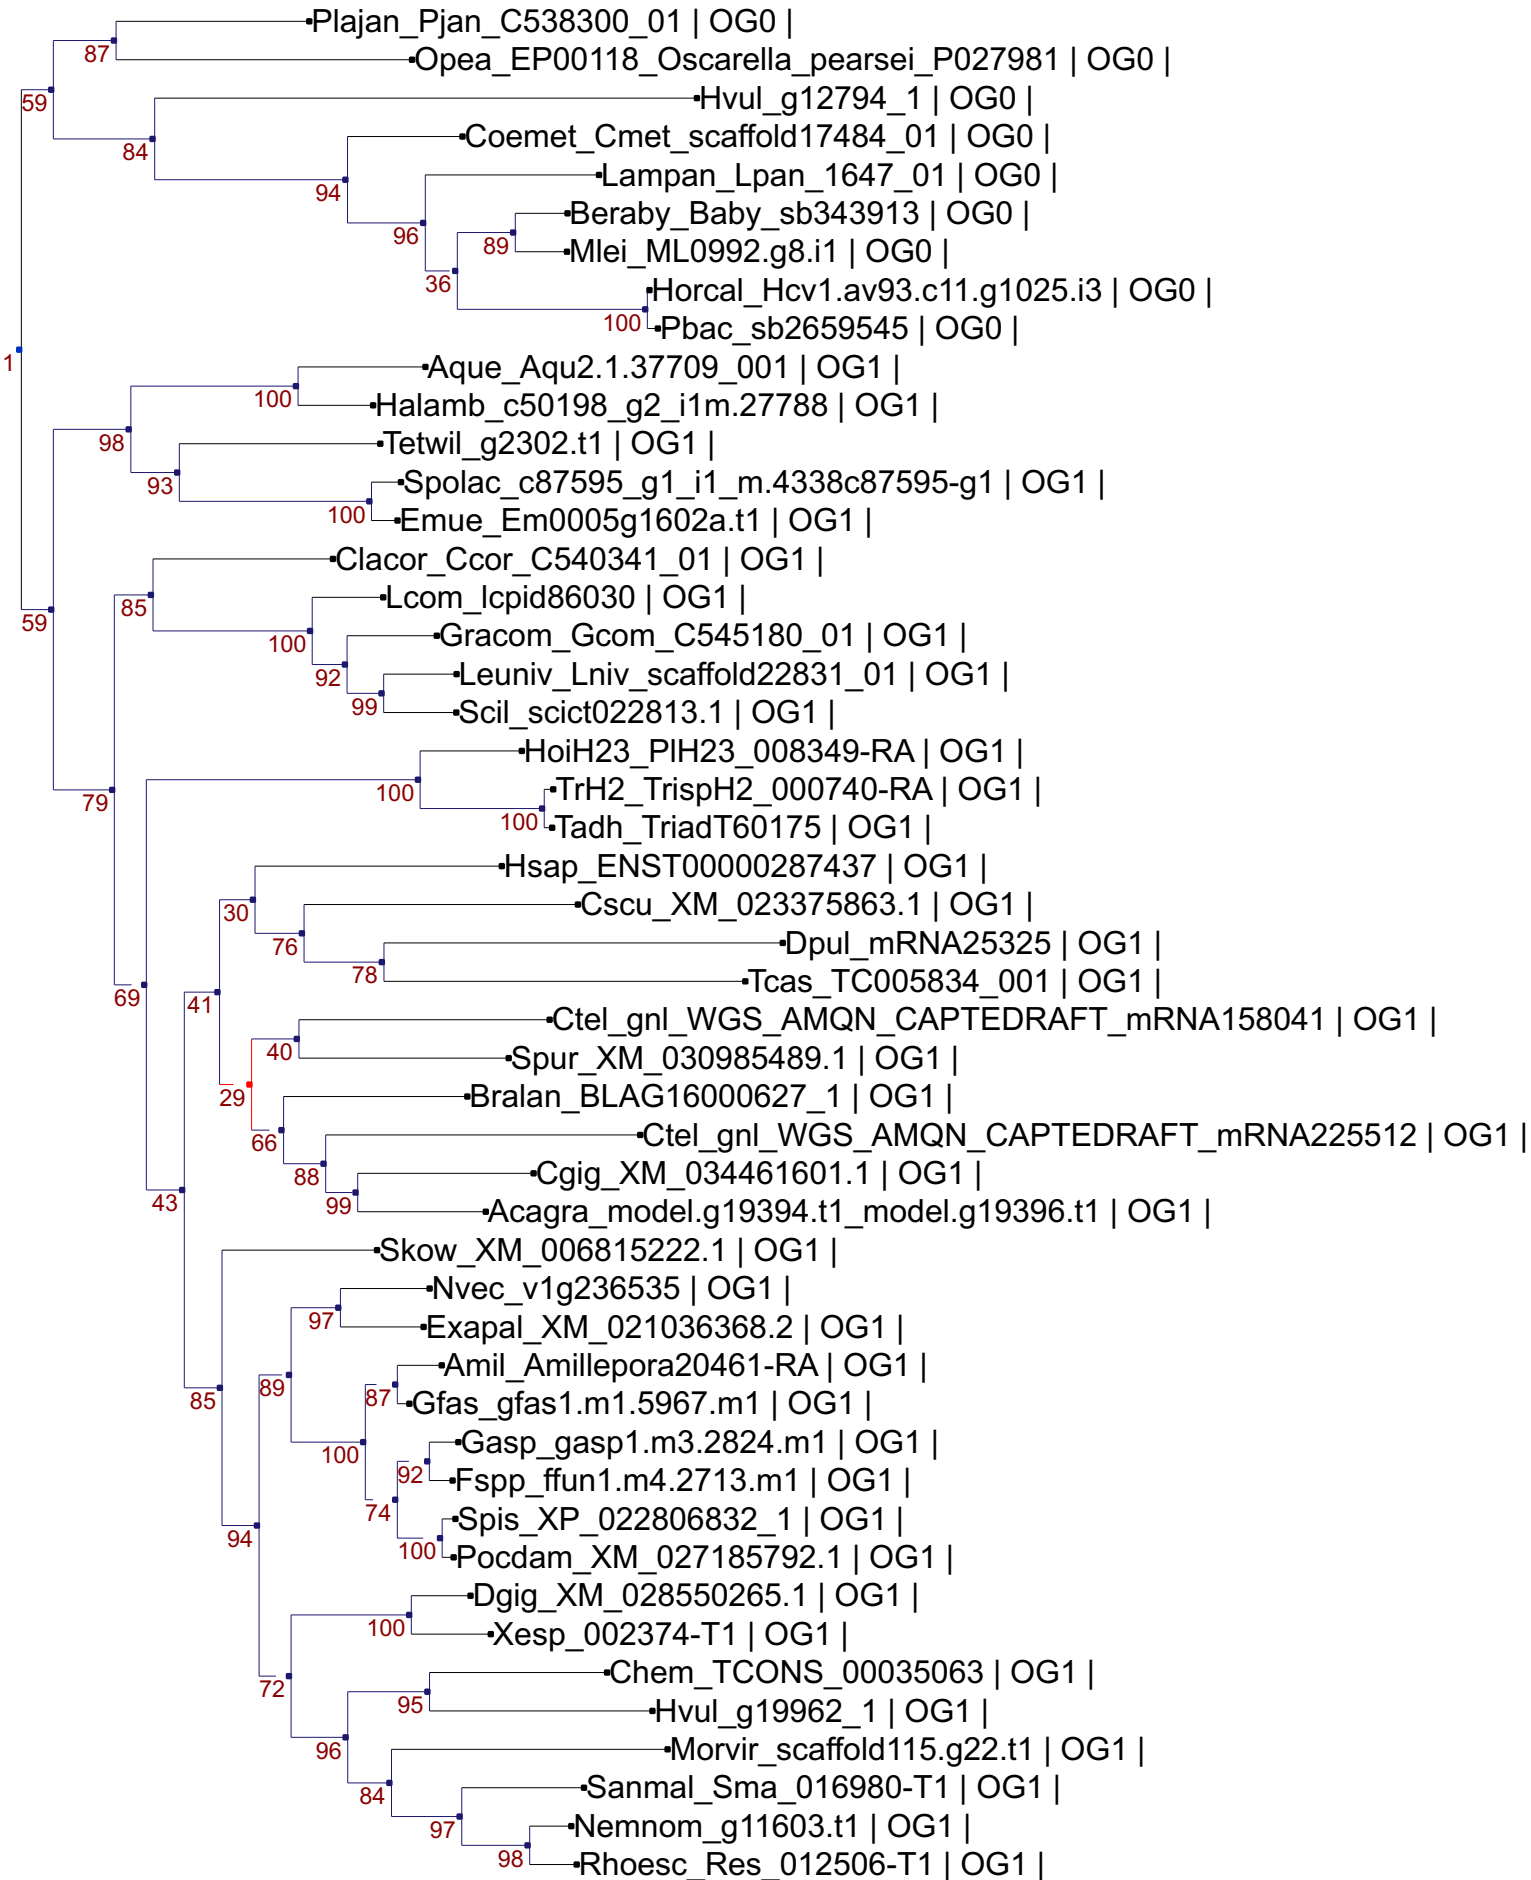 Plajan_Pjan_C538300_01 | OG0 |
87
Opea_EP00118_Oscarella_pearsei_P027981 | OG0 |
59
Hvul_g12794_1 | OG0 |
Coemet_Cmet_scaffold17484_01 | OG0 |
84
Lampan_Lpan_1647_01 | OG0 |
94
Beraby_Baby_sb343913 | OG0 |
96
89
Mlei_ML0992.g8.i1 | OG0 |
36
Horcal_Hcv1.av93.c11.g1025.i3 | OG0 |
100
Pbac_sb2659545 | OG0 |
1
Aque_Aqu2.1.37709_001 | OG1 |
100
Halamb_c50198_g2_i1m.27788 | OG1 |
98
Tetwil_g2302.t1 | OG1 |
93
Spolac_c87595_g1_i1_m.4338c87595-g1 | OG1 |
100
Emue_Em0005g1602a.t1 | OG1 |
Clacor_Ccor_C540341_01 | OG1 |
85
Lcom_lcpid86030 | OG1 |
59
100
Gracom_Gcom_C545180_01 | OG1 |
92
Leuniv_Lniv_scaffold22831_01 | OG1 |
99
Scil_scict022813.1 | OG1 |
HoiH23_PlH23_008349-RA | OG1 |
79
100
TrH2_TrispH2_000740-RA | OG1 |
100
Tadh_TriadT60175 | OG1 |
Hsap_ENST00000287437 | OG1 |
30
Cscu_XM_023375863.1 | OG1 |
76
Dpul_mRNA25325 | OG1 |
78
Tcas_TC005834_001 | OG1 |
69
41
Ctel_gnl_WGS_AMQN_CAPTEDRAFT_mRNA158041 | OG1 |
40
Spur_XM_030985489.1 | OG1 |
29
Bralan_BLAG16000627_1 | OG1 |
66
Ctel_gnl_WGS_AMQN_CAPTEDRAFT_mRNA225512 | OG1 |
88
Cgig_XM_034461601.1 | OG1 |
43
99
Acagra_model.g19394.t1_model.g19396.t1 | OG1 |
Skow_XM_006815222.1 | OG1 |
Nvec_v1g236535 | OG1 |
97
Exapal_XM_021036368.2 | OG1 |
Amil_Amillepora20461-RA | OG1 |
85
89
87
Gfas_gfas1.m1.5967.m1 | OG1 |
100
Gasp_gasp1.m3.2824.m1 | OG1 |
92
Fspp_ffun1.m4.2713.m1 | OG1 |
74
Spis_XP_022806832_1 | OG1 |
94
100
Pocdam_XM_027185792.1 | OG1 |
Dgig_XM_028550265.1 | OG1 |
100
Xesp_002374-T1 | OG1 |
Chem_TCONS_00035063 | OG1 |
72
95
Hvul_g19962_1 | OG1 |
96
Morvir_scaffold115.g22.t1 | OG1 |
84
Sanmal_Sma_016980-T1 | OG1 |
97
Nemnom_g11603.t1 | OG1 |
98
Rhoesc_Res_012506-T1 | OG1 |